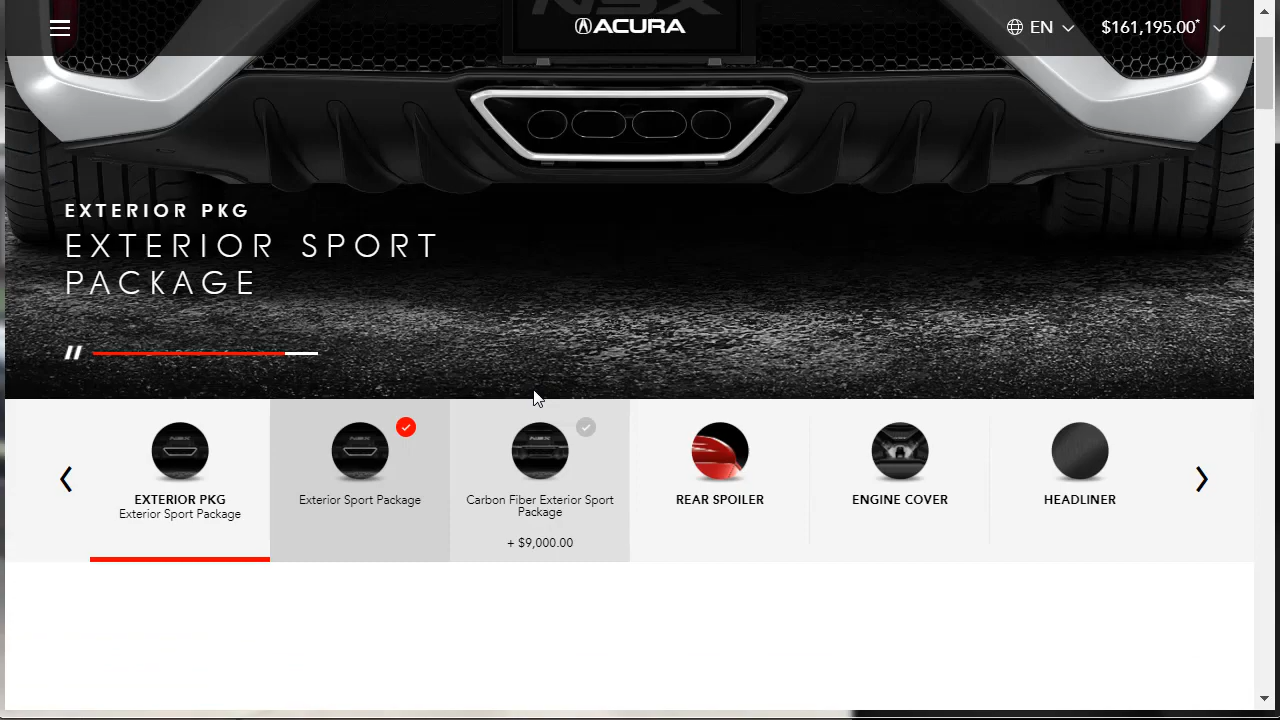 NSX
ACURA
EN
$161,195.00*
EXTERIOR PKG
EXTERIOR SPORT
PACKAGE
EXTERIOR PKG
Exterior Sport Package
Exterior Sport Package
Carbon Fiber Exterior Sport
Package
+ $9,000.00
REAR SPOILER
ENGINE COVER
HEADLINER